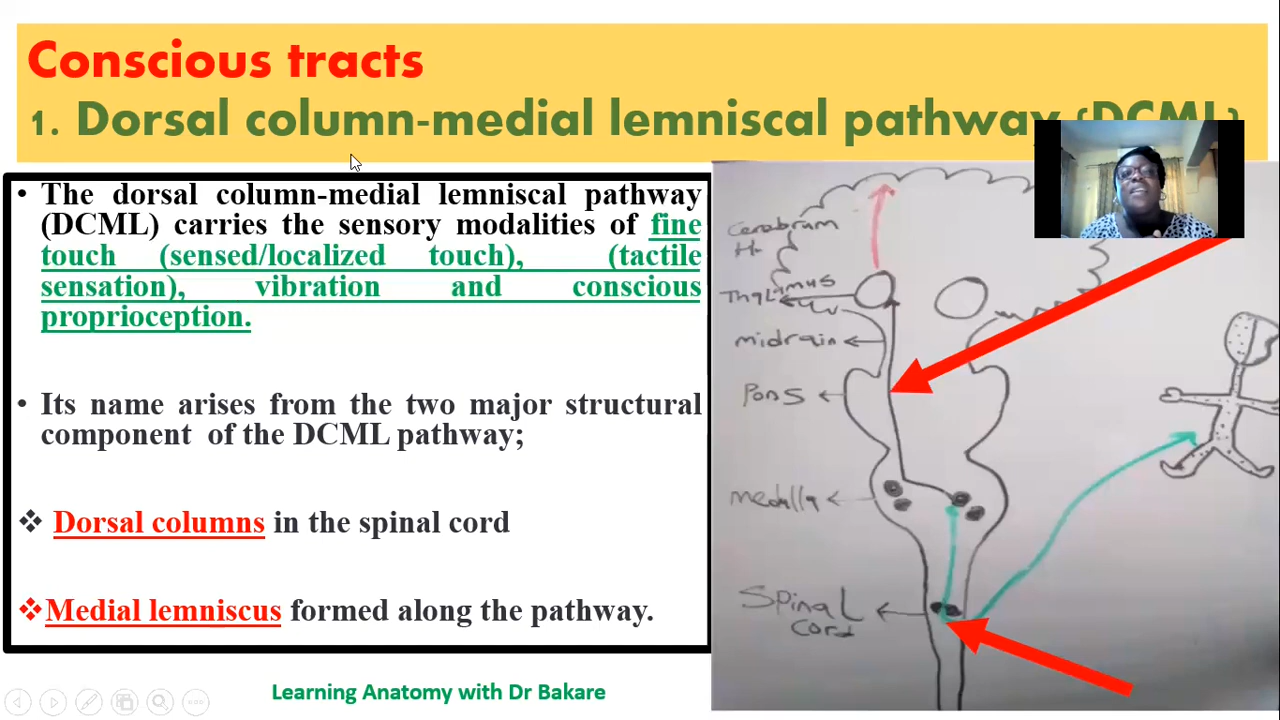 Conscious tracts
1. Dorsal column-medial lemniscal pathway (DCML)
• The dorsal column-medial lemniscal pathway
(DCML) carries the sensory modalities of fine
touch (sensed/localized touch), (tactile
sensation), vibration and conscious
proprioception.
• Its name arises from the two major structural
component of the DCML pathway;
❖ Dorsal columns in the spinal cord
❖Medial lemniscus formed along the pathway.
Learning Anatomy with Dr Bakare
Cerebrum
Thalamus
midrain
Pons
medulla
Spinal
cord